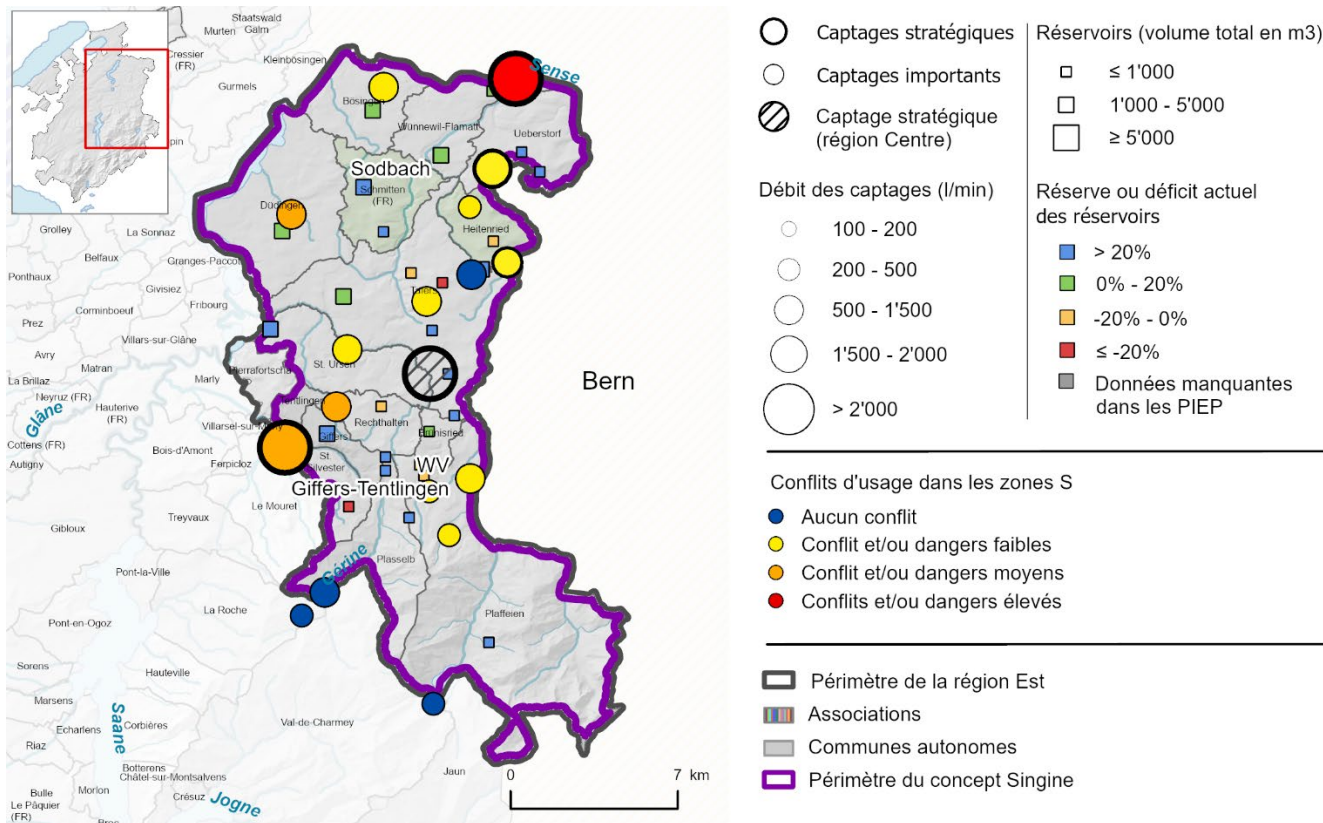 Staatswald
Galm
Murten
Cressier
(FR)
Kleinbösingen
Gurmels
Sense
Bösingen
Wünnewil-Flamatt
Ueberstorf
Sodbach
Schmitten
(FR)
Düdingen
Heitenried
Grolley
La Sonnaz
Belfaux
Granges-Paccot
Ponthaux
Givisiez
Corminboeuf
Fribourg
Tafers
Prez
Villars-sur-Glâne
Avry
Matran
St. Ursen
La Brillaz
Marly
Pierrafortscha
Bern
Neyruz (FR)
Hauterive
(FR)
Tentlingen
Glâne
Villarsel-sur-Marly
Rechthalten
Brünisried
Giffers
Cottens (FR)
Bois-d'Amont
St.
Silvester
Autigny
Ferpicloz
WV
Giffers-Tentlingen
Le Mouret
Treyvaux
Gibloux
Gérine
Plasselb
Pont-la-Ville
La Roche
Plaffeien
Pont-en-Ogoz
Sorens
Hauteville
Marsens
Saane
Val-de-Charmey
Echarlens
Corbières
Riaz
Botterens
Jaun
Châtel-sur-Montsalvens
Bulle
Morlon
Crésuz
Le Pâquier
(FR)
Jogne
0 7 km
Captages stratégiques
Captages importants
Captage stratégique
(région Centre)
Débit des captages (l/min)
100 - 200
200 - 500
500 - 1'500
1'500 - 2'000
> 2'000
Réservoirs (volume total en m3)
≤ 1'000
1'000 - 5'000
≥ 5'000
Réserve ou déficit actuel
des réservoirs
> 20%
0% - 20%
-20% - 0%
≤ -20%
Données manquantes
dans les PIEP
Conflits d'usage dans les zones S
Aucun conflit
Conflit et/ou dangers faibles
Conflit et/ou dangers moyens
Conflits et/ou dangers élevés
Périmètre de la région Est
Associations
Communes autonomes
Périmètre du concept Singine